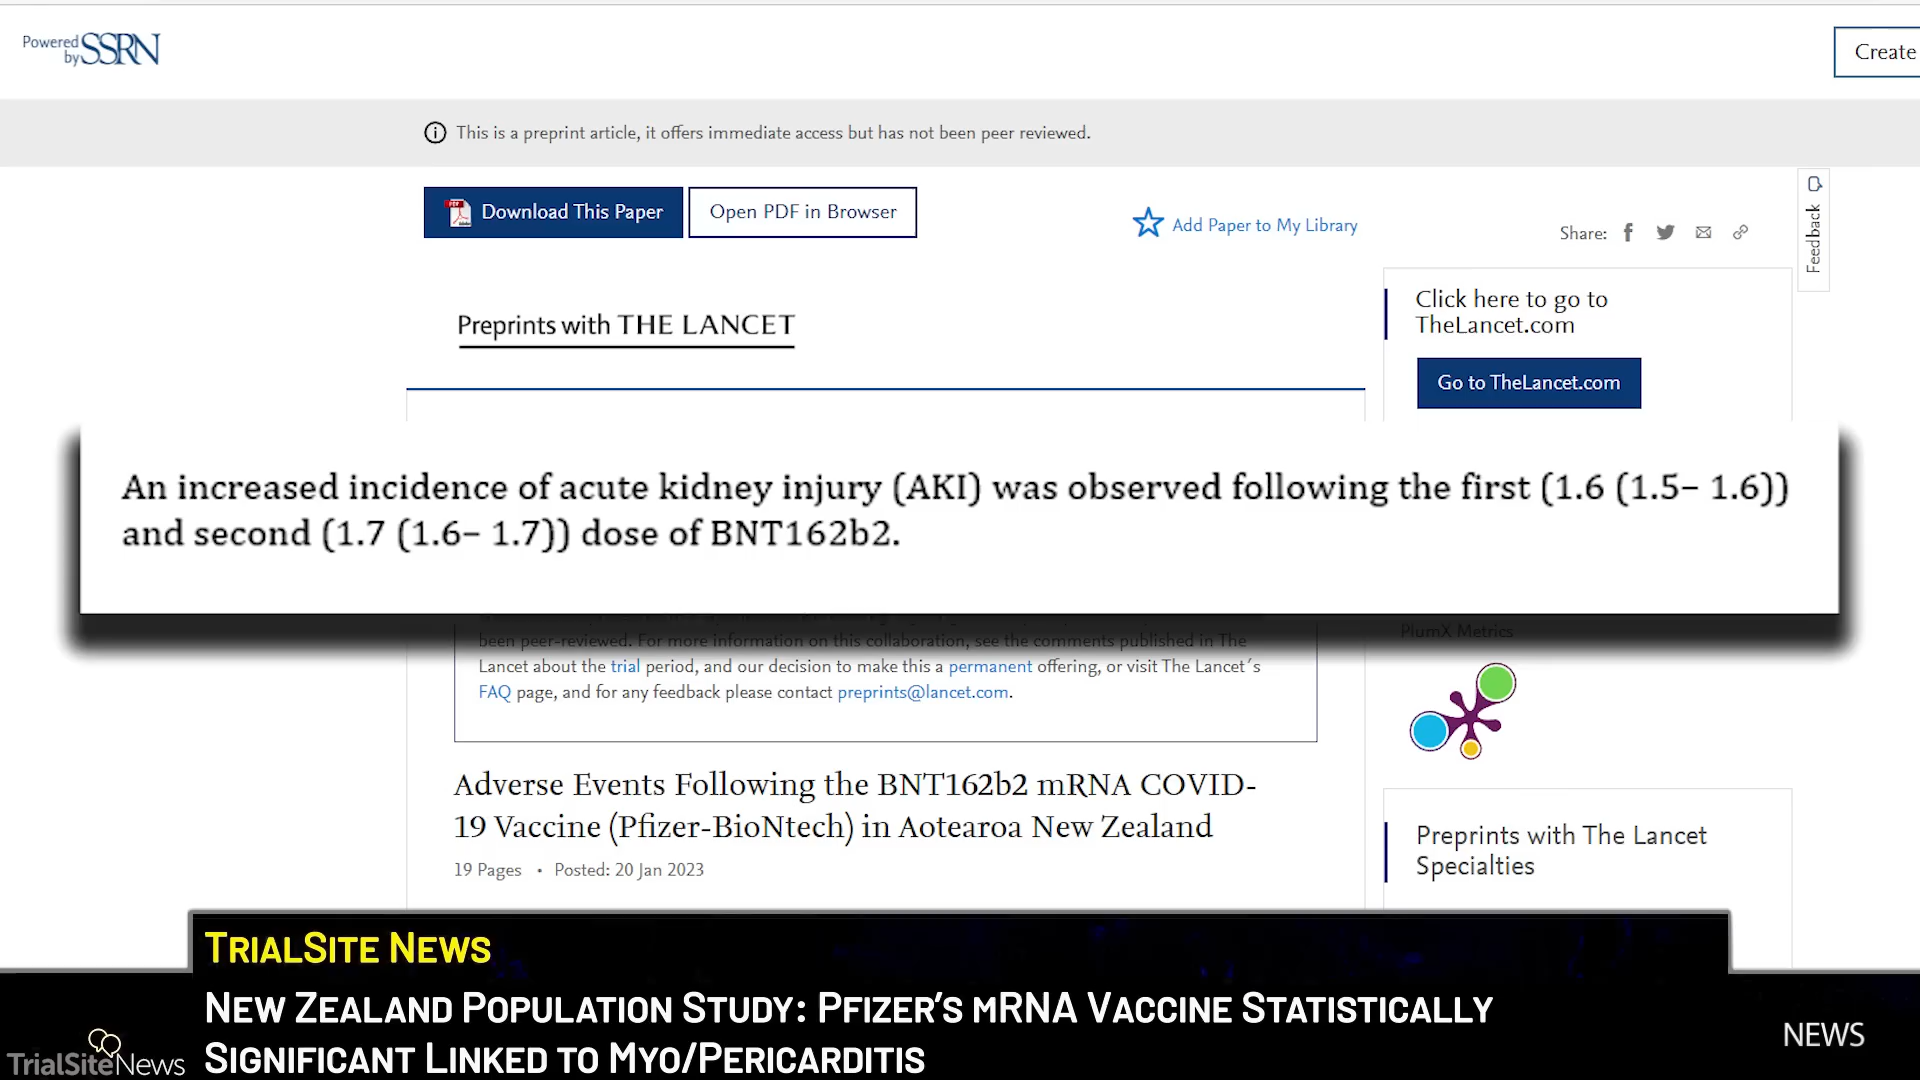 Powered
by SSRN
Create
This is a preprint article, it offers immediate access but has not been peer reviewed.
Download This Paper
Open PDF in Browser
Add Paper to My Library
Share:
Feedback
Click here to go to
TheLancet.com
Go to TheLancet.com
Preprints with THE LANCET
An increased incidence of acute kidney injury (AKI) was observed following the first (1.6 (1.5– 1.6))
and second (1.7 (1.6– 1.7)) dose of BNT162b2.
been peer-reviewed. For more information on this collaboration, see the comments published in The
Lancet about the trial period, and our decision to make this a permanent offering, or visit The Lancet´s
FAQ page, and for any feedback please contact preprints@lancet.com.
PlumX Metrics
Adverse Events Following the BNT162b2 mRNA COVID-
19 Vaccine (Pfizer-BioNtech) in Aotearoa New Zealand
19 Pages • Posted: 20 Jan 2023
Preprints with The Lancet
Specialties
TrialSite News
New Zealand Population Study: Pfizer's mRNA Vaccine Statistically
Significant Linked to Myo/Pericarditis
TrialSiteNews
NEWS